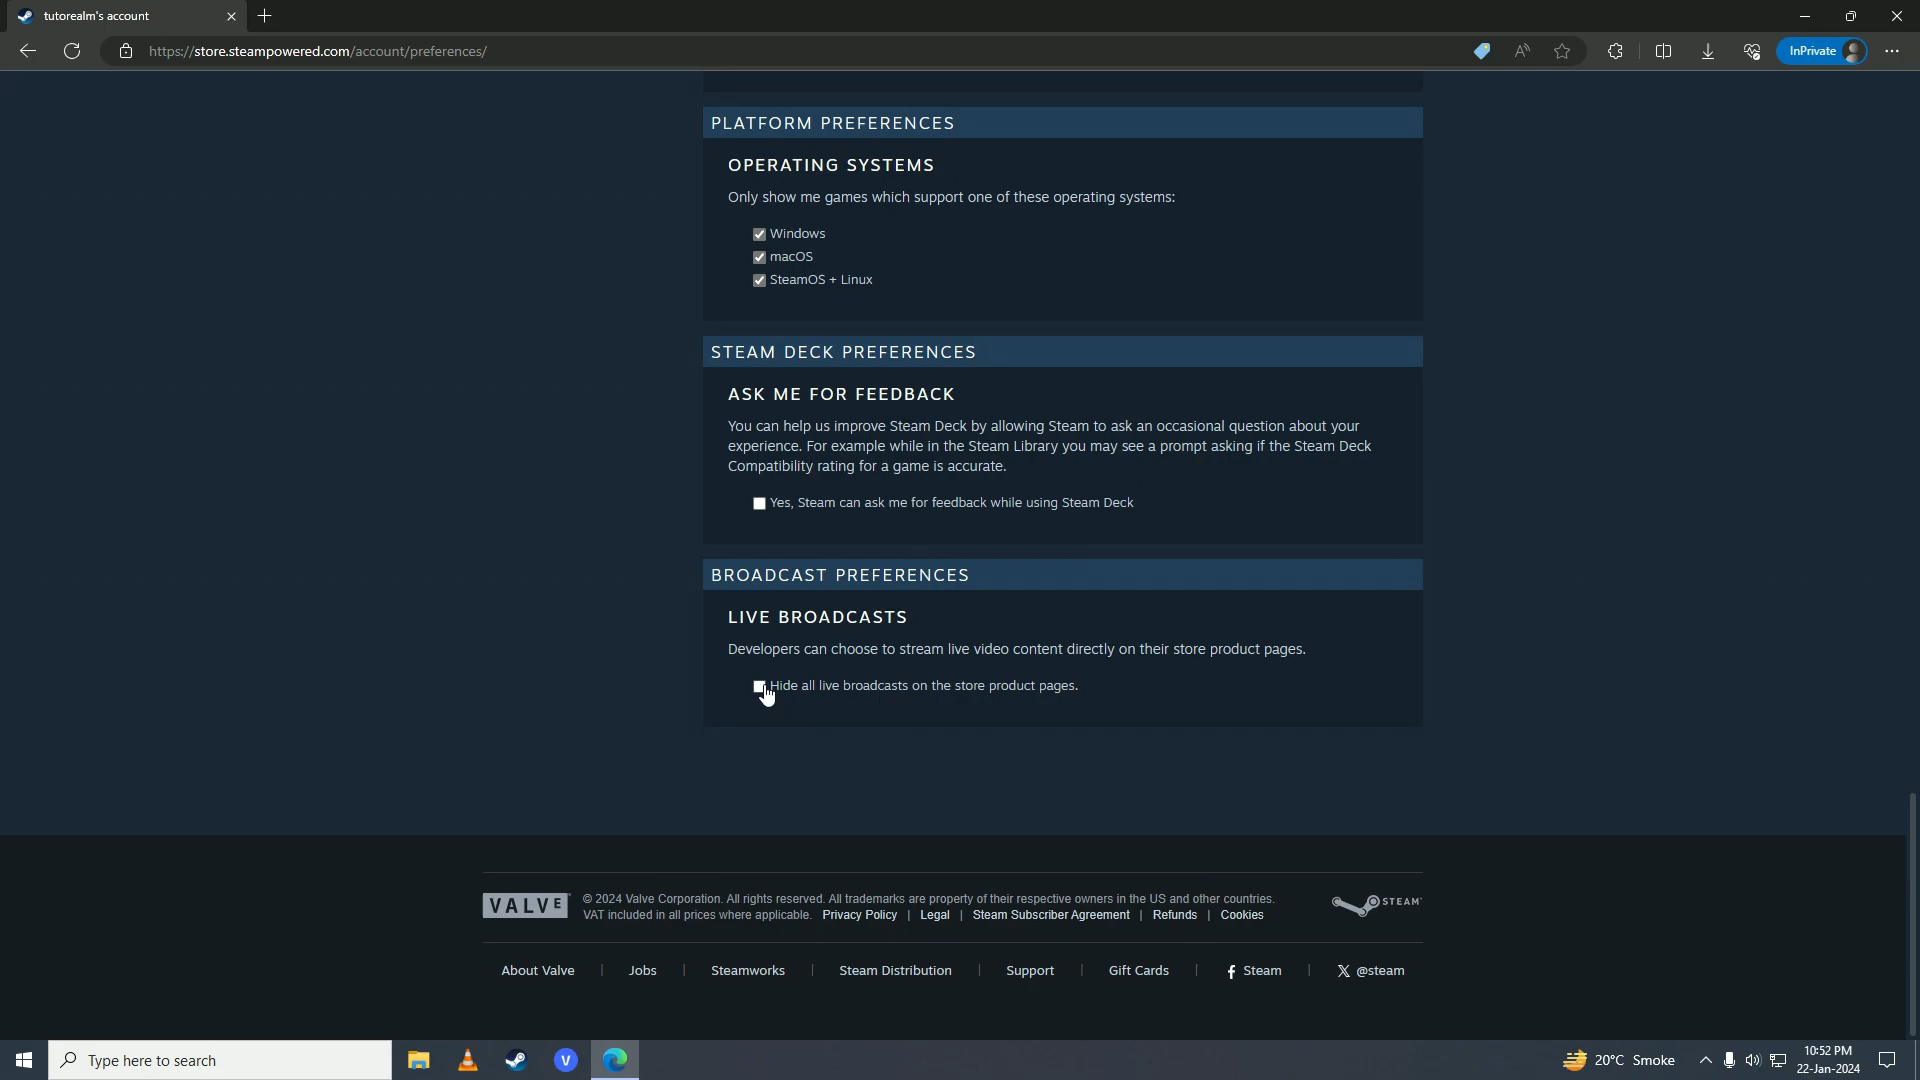 tutorealm's account
https://store.steampowered.com/account/preferences/
InPrivate
PLATFORM PREFERENCES
OPERATING SYSTEMS
Only show me games which support one of these operating systems:
Windows
macOS
SteamOS + Linux
STEAM DECK PREFERENCES
ASK ME FOR FEEDBACK
You can help us improve Steam Deck by allowing Steam to ask an occasional question about your
experience. For example while in the Steam Library you may see a prompt asking if the Steam Deck
Compatibility rating for a game is accurate.
Yes, Steam can ask me for feedback while using Steam Deck
BROADCAST PREFERENCES
LIVE BROADCASTS
Developers can choose to stream live video content directly on their store product pages.
Hide all live broadcasts on the store product pages.
VALVE
© 2024 Valve Corporation. All rights reserved. All trademarks are property of their respective owners in the US and other countries.
VAT included in all prices where applicable. Privacy Policy | Legal | Steam Subscriber Agreement | Refunds | Cookies
STEAM
About Valve | Jobs | Steamworks | Steam Distribution | Support | Gift Cards | Steam | @steam
Type here to search
V
20°C Smoke
10:52 PM
22-Jan-2024